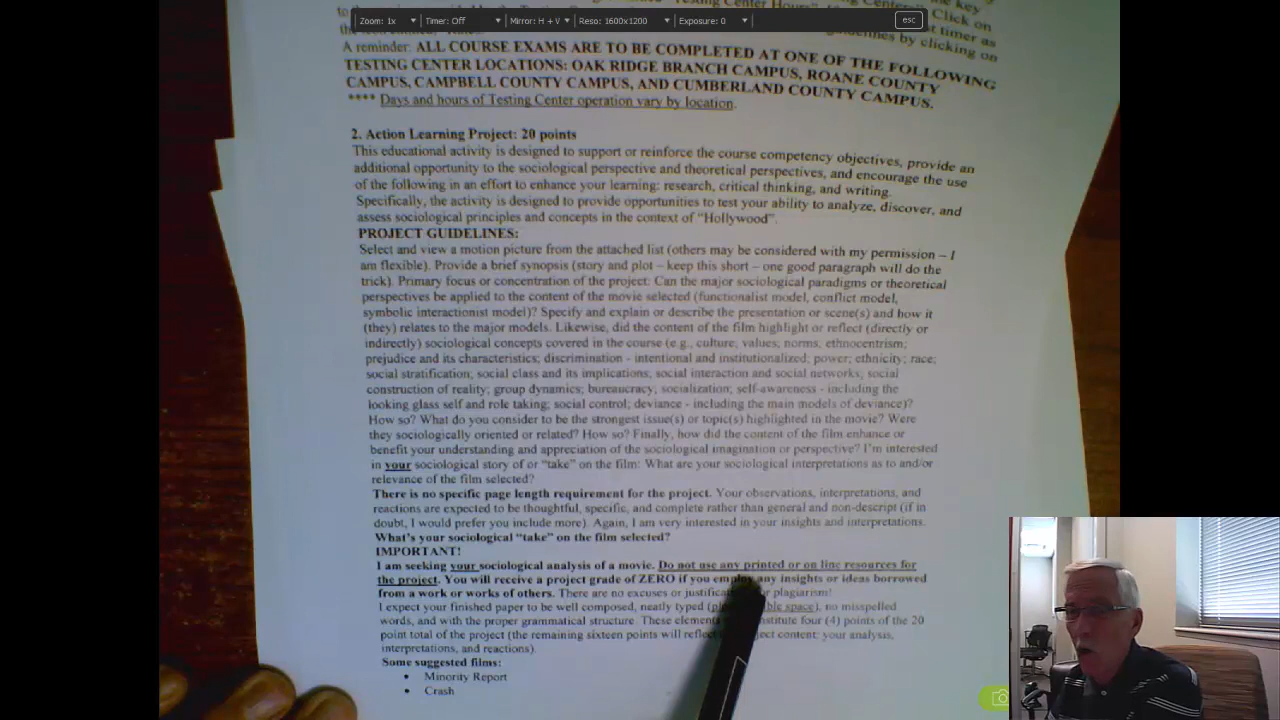 Zoom: 1x Timer: Off Mirror: H + V Reso: 1600x1200 Exposure: 0 esc
Click on
timer as
guidelines by clicking on
A reminder: ALL COURSE EXAMS ARE TO BE COMPLETED AT ONE OF THE FOLLOWING
TESTING CENTER LOCATIONS: OAK RIDGE BRANCH CAMPUS, ROANE COUNTY
CAMPUS, CAMPBELL COUNTY CAMPUS, AND CUMBERLAND COUNTY CAMPUS.
**** Days and hours of Testing Center operation vary by location.
2. Action Learning Project: 20 points
This educational activity is designed to support or reinforce the course competency objectives, provide an
additional opportunity to the sociological perspective and theoretical perspectives, and encourage the use
of the following in an effort to enhance your learning: research, critical thinking, and writing.
Specifically, the activity is designed to provide opportunities to test your ability to analyze, discover, and
assess sociological principles and concepts in the context of “Hollywood”.
PROJECT GUIDELINES:
Select and view a motion picture from the attached list (others may be considered with my permission – I
am flexible). Provide a brief synopsis (story and plot – keep this short – one good paragraph will do the
trick). Primary focus or concentration of the project: Can the major sociological paradigms or theoretical
perspectives be applied to the content of the movie selected (functionalist model, conflict model,
symbolic interactionist model)? Specify and explain or describe the presentation or scene(s) and how it
(they) relates to the major models. Likewise, did the content of the film highlight or reflect (directly or
indirectly) sociological concepts covered in the course (e.g., culture; values; norms; ethnocentrism;
prejudice and its characteristics; discrimination - intentional and institutionalized; power; ethnicity; race;
social stratification; social class and its implications; social interaction and social networks; social
construction of reality; group dynamics; bureaucracy; socialization; self-awareness - including the
looking glass self and role taking; social control; deviance - including the main models of deviance)?
How so? What do you consider to be the strongest issue(s) or topic(s) highlighted in the movie? Were
they sociologically oriented or related? How so? Finally, how did the content of the film enhance or
benefit your understanding and appreciation of the sociological imagination or perspective? I’m interested
in your sociological story of or “take” on the film: What are your sociological interpretations as to and/or
relevance of the film selected?
There is no specific page length requirement for the project. Your observations, interpretations, and
reactions are expected to be thoughtful, specific, and complete rather than general and non-descript (if in
doubt, I would prefer you include more). Again, I am very interested in your insights and interpretations.
What’s your sociological “take” on the film selected?
IMPORTANT!
I am seeking your sociological analysis of a movie. Do not use any printed or on line resources for
the project. You will receive a project grade of ZERO if you employ any insights or ideas borrowed
from a work or works of others. There are no excuses or plagiarism!
I expect your finished paper to be well composed, neatly typed ( space), no misspelled
words, and with the proper grammatical structure. These four (4) points of the 20
point total of the project (the remaining sixteen points will content: your analysis,
interpretations, and reactions).
Some suggested films:
• Minority Report
• Crash